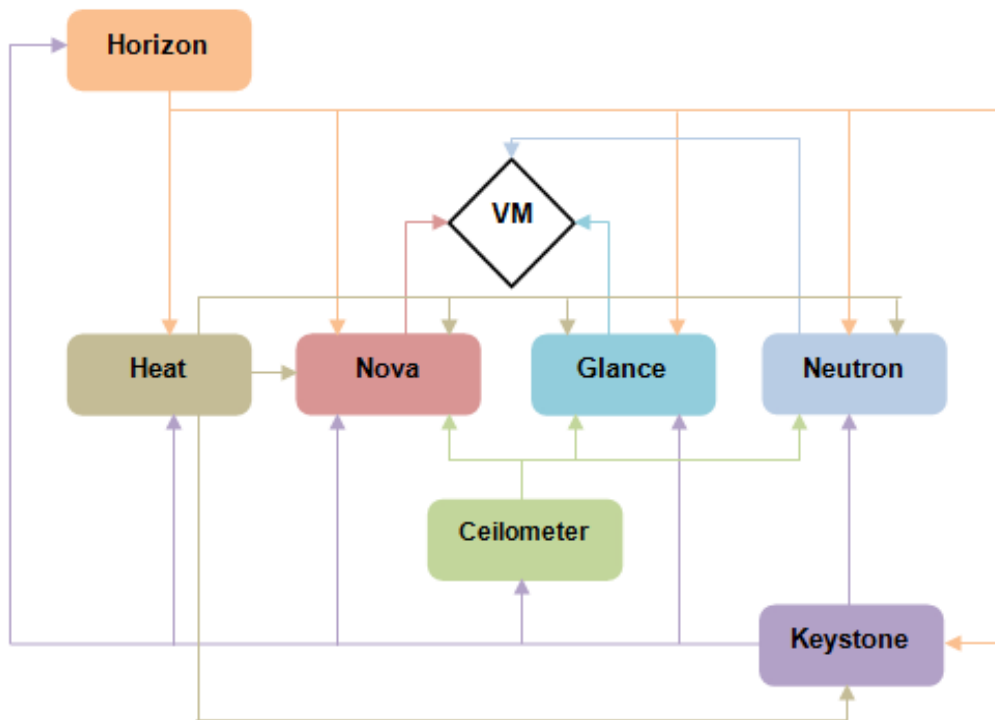 Horizon
VM
Heat
Nova
Glance
Neutron
Ceilometer
Keystone